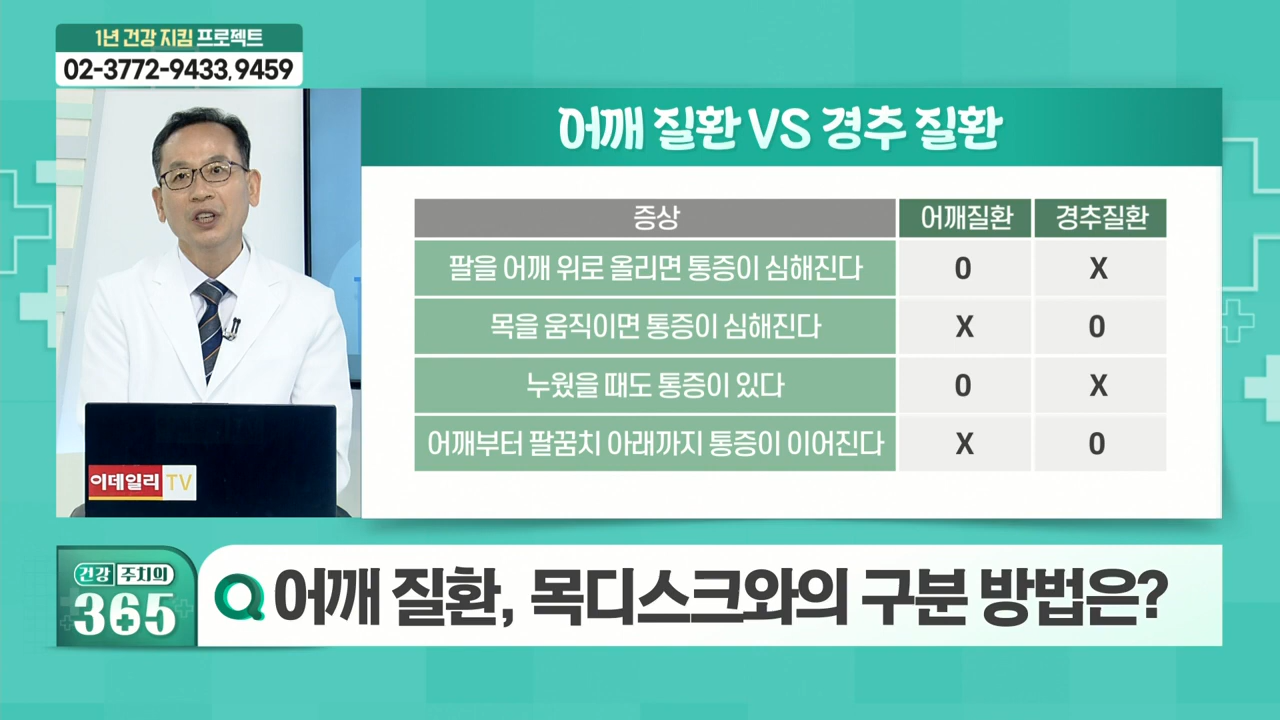 1년 건강 지킴 프로젝트
02-3772-9433, 9459
어깨 질환 VS 경추 질환
증상 어깨질환 경추질환
팔을 어깨 위로 올리면 통증이 심해진다 O X
목을 움직이면 통증이 심해진다 X O
누웠을 때도 통증이 있다 O X
어깨부터 팔꿈치 아래까지 통증이 이어진다 X O
이데일리 TV
건강 주치의
365
Q 어깨 질환, 목디스크와의 구분 방법은?